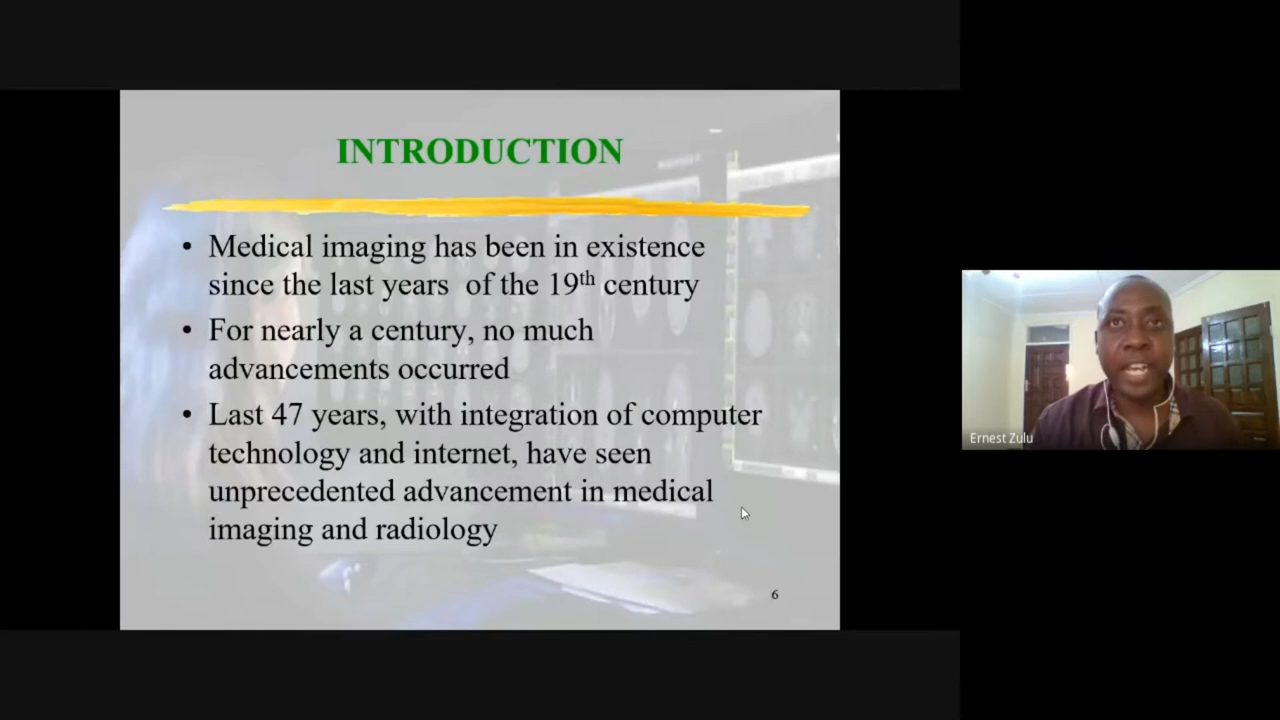 INTRODUCTION
• Medical imaging has been in existence
since the last years  of the 19th century
• For nearly a century, no much
advancements occurred
• Last 47 years, with integration of computer
technology and internet, have seen
unprecedented advancement in medical
imaging and radiology
6
Ernest Zulu